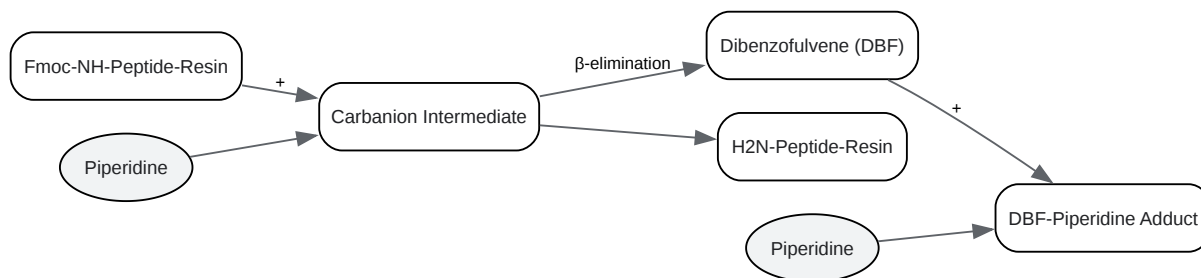 Fmoc-NH-Peptide-Resin
+
Piperidine
Carbanion Intermediate
β-elimination
Dibenzofulvene (DBF)
H2N-Peptide-Resin
+
Piperidine
DBF-Piperidine Adduct